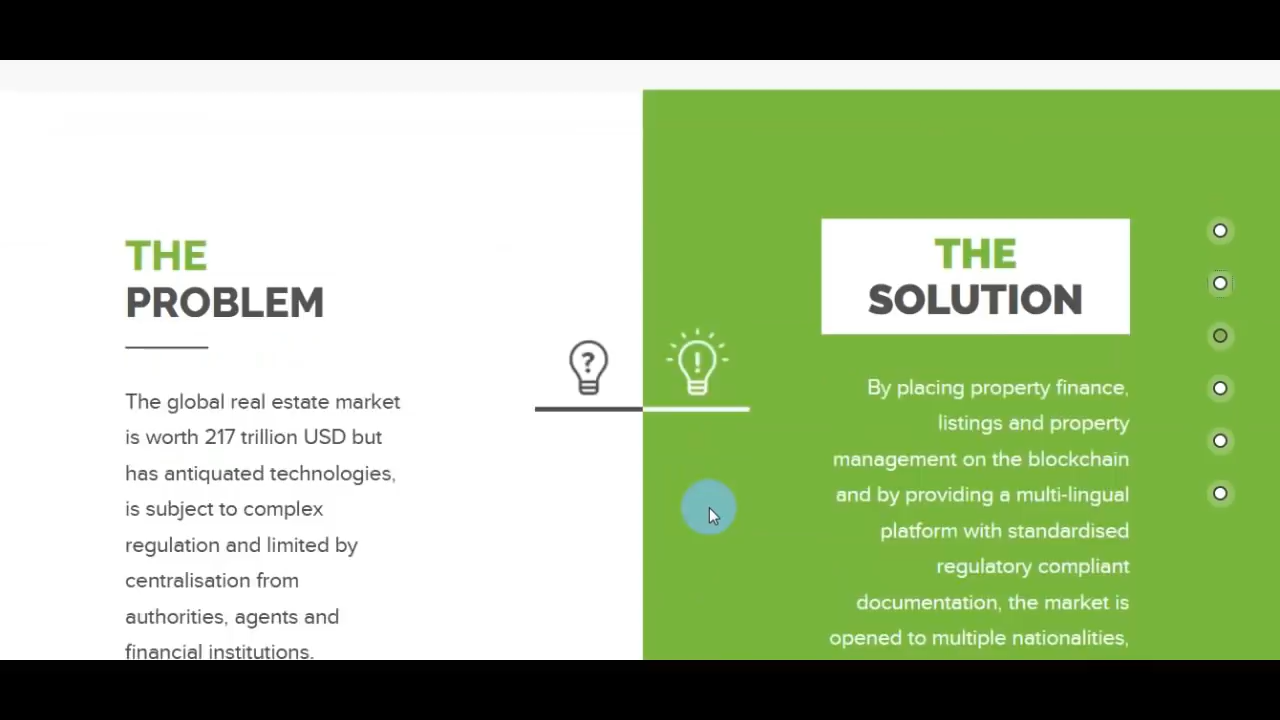 THE
PROBLEM
The global real estate market
is worth 217 trillion USD but
has antiquated technologies,
is subject to complex
regulation and limited by
centralisation from
authorities, agents and
financial institutions.
?
!
THE
SOLUTION
By placing property finance,
listings and property
management on the blockchain
and by providing a multi-lingual
platform with standardised
regulatory compliant
documentation, the market is
opened to multiple nationalities,